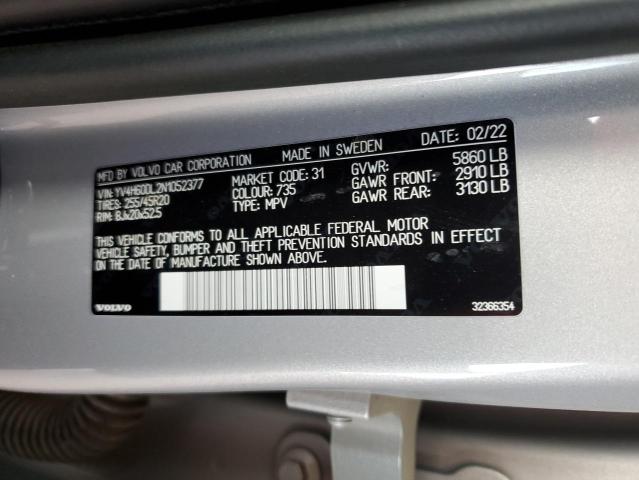 MFD BY VOLVO CAR CORPORATION MADE IN SWEDEN DATE: 02/22
VIN: YV4H60DL2N1052377 MARKET CODE: 31 GVWR: 5860 LB
TIRES: 255/45R20 COLOUR: 735 GAWR FRONT: 2910 LB
RIM: 8Jx20x52.5 TYPE: MPV GAWR REAR: 3130 LB
THIS VEHICLE CONFORMS TO ALL APPLICABLE FEDERAL MOTOR
VEHICLE SAFETY, BUMPER AND THEFT PREVENTION STANDARDS IN EFFECT
ON THE DATE OF MANUFACTURE SHOWN ABOVE.
VOLVO 32366354